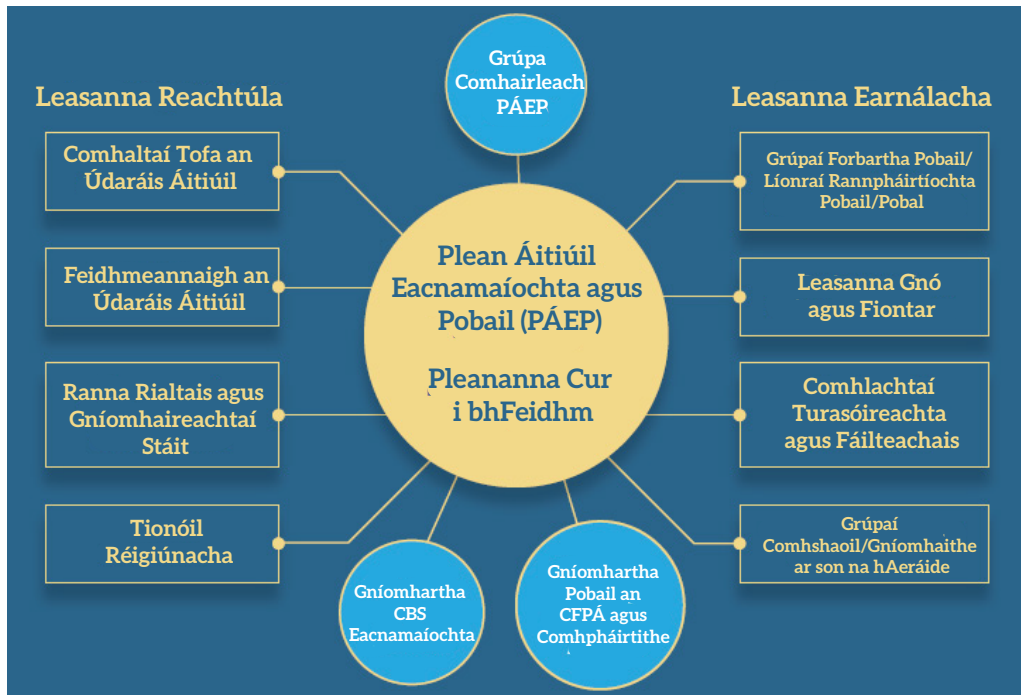 Grúpa
Comhairleach
PÁEP
Leasanna Reachtúla
Comhaltaí Tofa an
Údaráis Áitiúil
Feidhmeannaigh an
Údaráis Áitiúil
Ranna Rialtais agus
Gníomhaireachtaí
Stáit
Tionóil
Réigiúnacha
Plean Áitiúil
Eacnamaíochta agus
Pobail (PÁEP)
Pleananna Cur
i bhFeidhm
Leasanna Earnálacha
Grúpaí Forbartha Pobail/
Líonraí Rannpháirtíochta
Pobail/Pobal
Leasanna Gnó
agus Fiontar
Comhlachtaí
Turasóireachta
agus Fáilteachais
Grúpaí
Comhshaoil/Gníomhaithe
ar son na hAeráide
Gníomhartha
CBS
Eacnamaíochta
Gníomhartha
Pobail an
CFPÁ agus
Comhpháirtithe